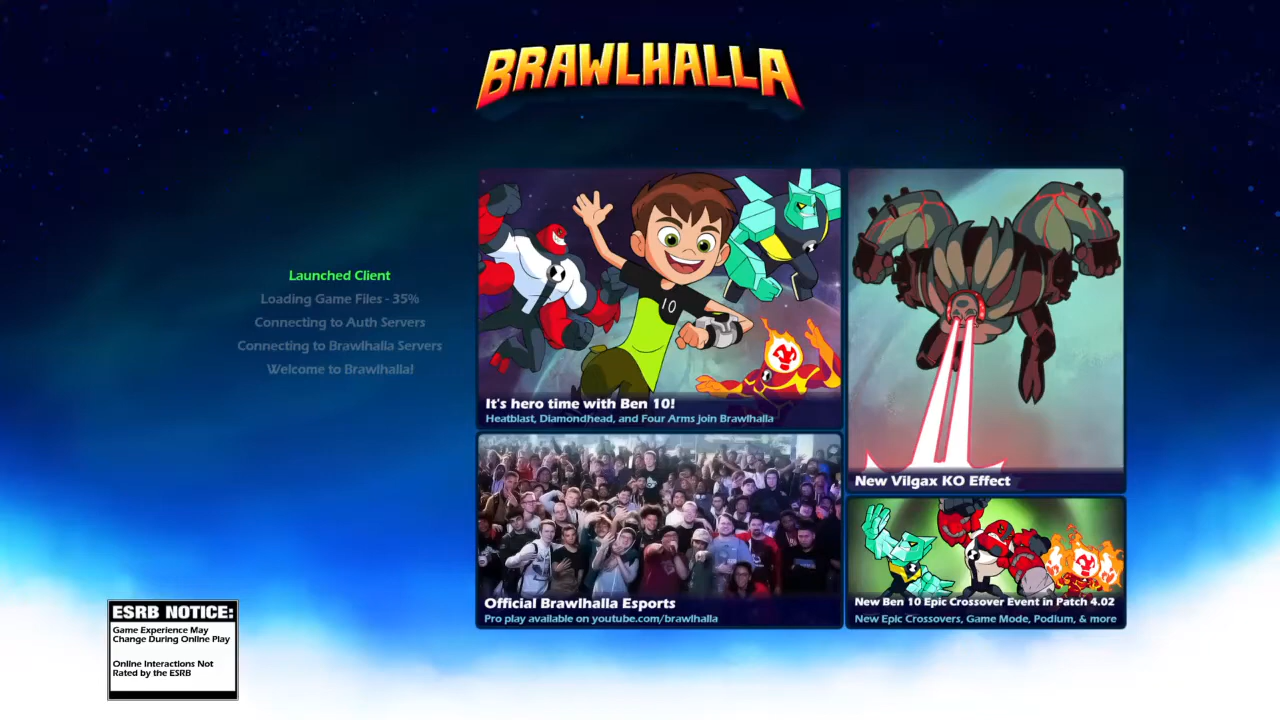 BRAWLHALLA
Launched Client
Loading Game Files - 35%
Connecting to Auth Servers
Connecting to Brawlhalla Servers
Welcome to Brawlhalla!
10
It's hero time with Ben 10!
Heatblast, Diamondhead, and Four Arms join Brawlhalla
New Vilgax KO Effect
Official Brawlhalla Esports
Pro play available on youtube.com/brawlhalla
New Ben 10 Epic Crossover Event in Patch 4.02
New Epic Crossovers, Game Mode, Podium, & more
ESRB NOTICE:
Game Experience May
Change During Online Play
Online Interactions Not
Rated by the ESRB